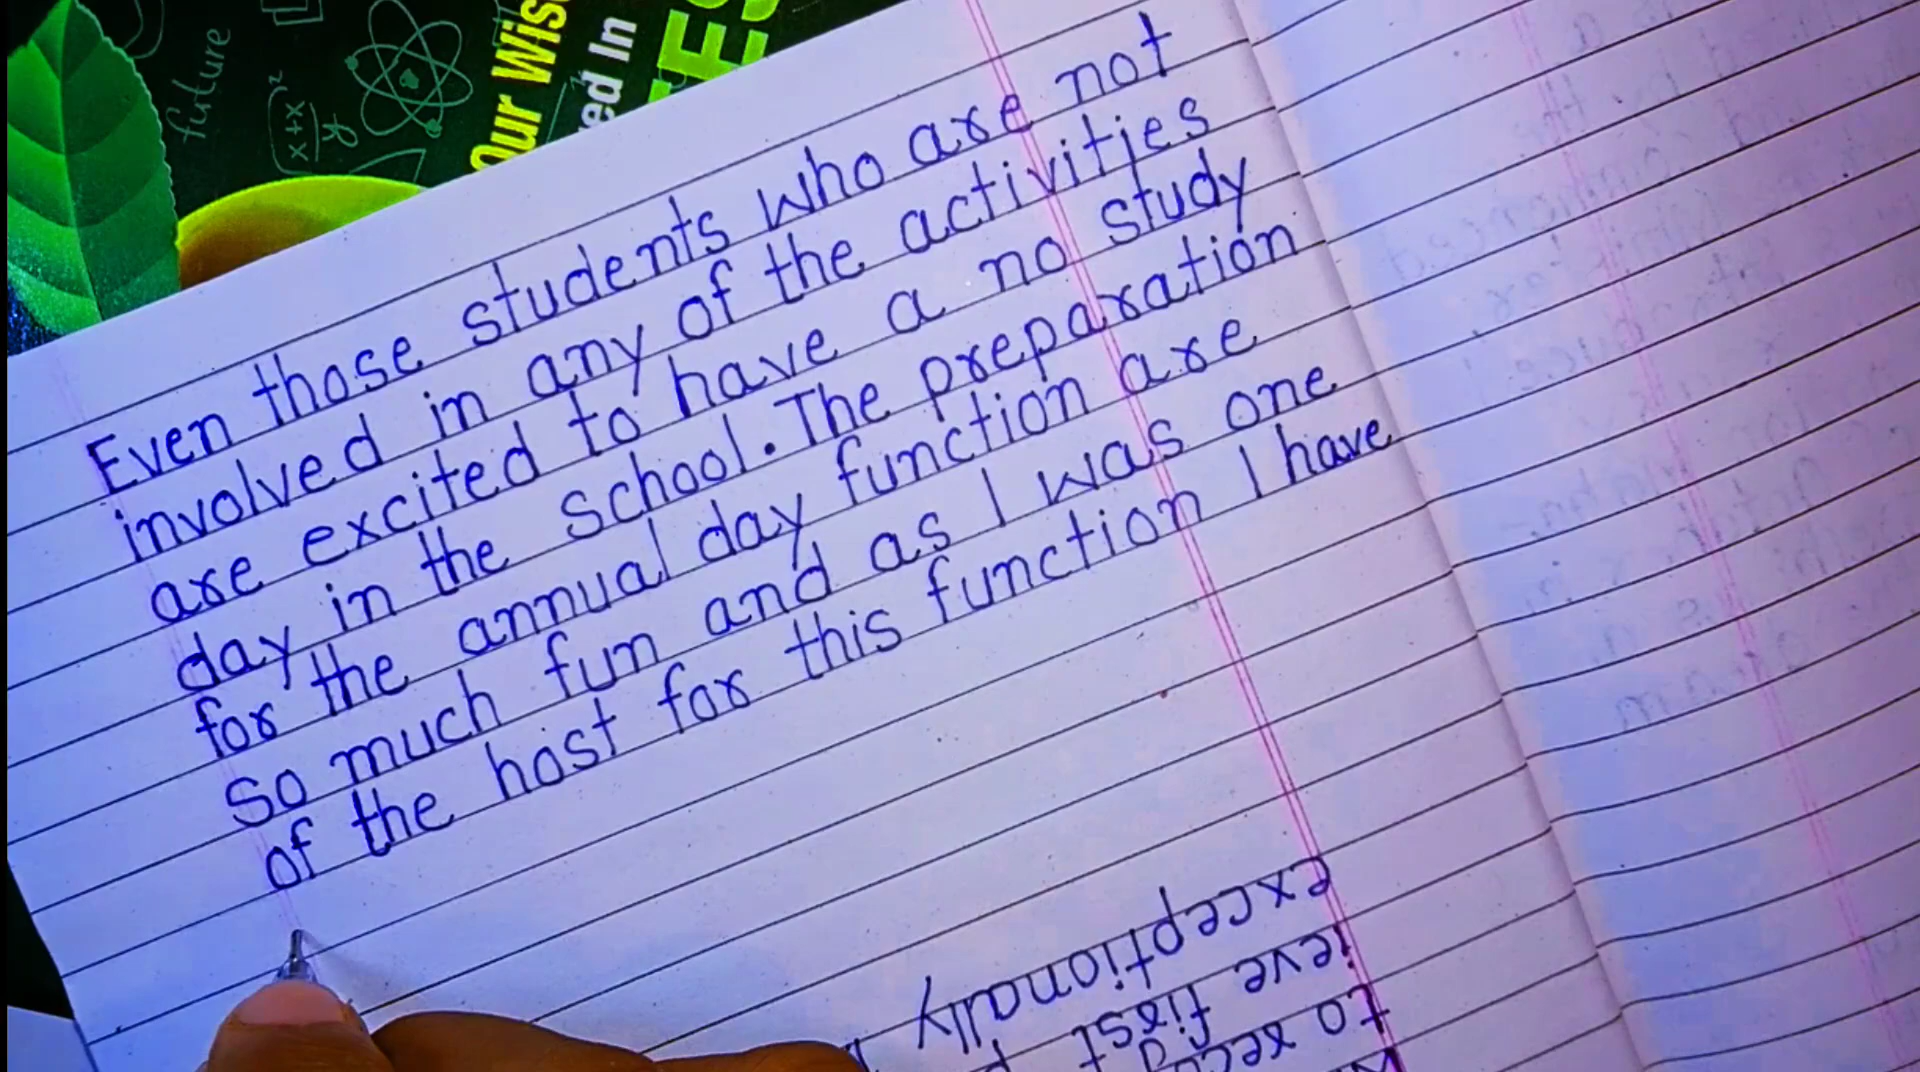 future
x+x
y
2
our Wis
ed In
Even those students who are not
involved in any of the activities
are excited to have a no study
day in the school. The preparation
for the annual day function are
So much fun and as I was one
of the host for this function I have
exceptionally
ieve first
to